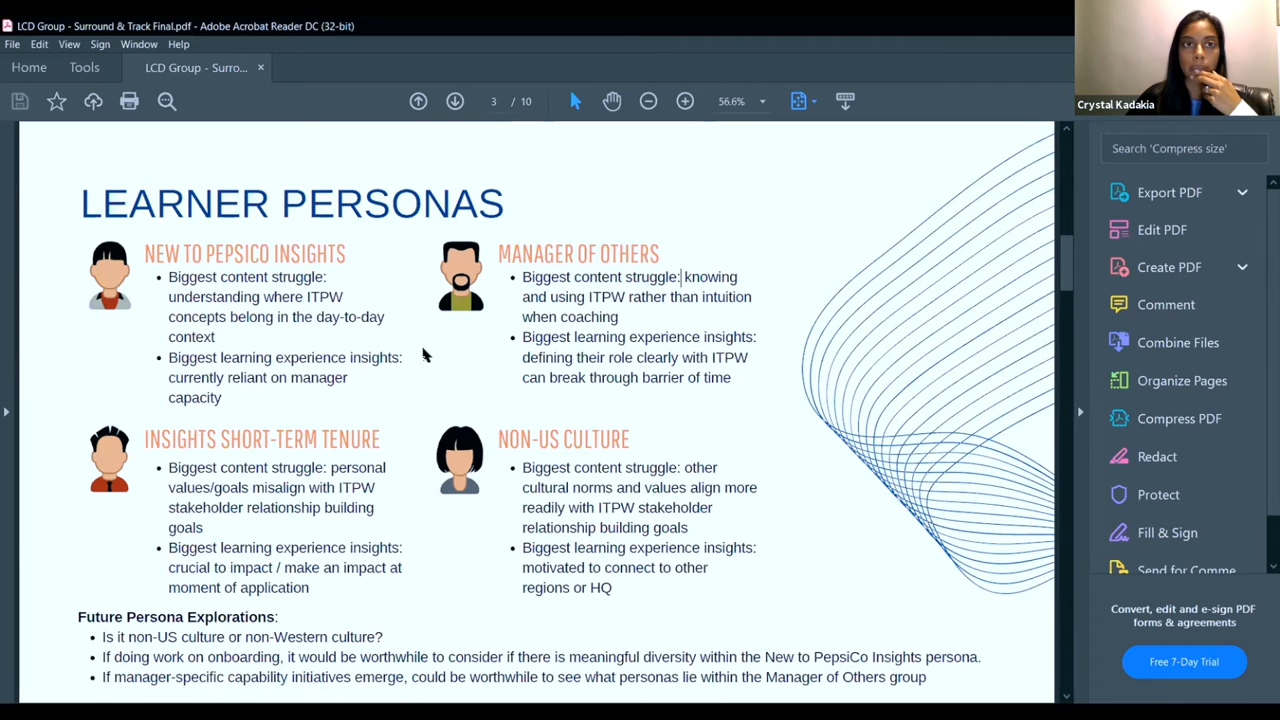 LCD Group - Surround & Track Final.pdf - Adobe Acrobat Reader DC (32-bit)
File Edit View Sign Window Help
Home Tools LCD Group - Surro... ×
3 / 10 56.6%
Crystal Kadakia
LEARNER PERSONAS
NEW TO PEPSICO INSIGHTS
• Biggest content struggle:
understanding where ITPW
concepts belong in the day-to-day
context
• Biggest learning experience insights:
currently reliant on manager
capacity
MANAGER OF OTHERS
• Biggest content struggle: knowing
and using ITPW rather than intuition
when coaching
• Biggest learning experience insights:
defining their role clearly with ITPW
can break through barrier of time
INSIGHTS SHORT-TERM TENURE
• Biggest content struggle: personal
values/goals misalign with ITPW
stakeholder relationship building
goals
• Biggest learning experience insights:
crucial to impact / make an impact at
moment of application
NON-US CULTURE
• Biggest content struggle: other
cultural norms and values align more
readily with ITPW stakeholder
relationship building goals
• Biggest learning experience insights:
motivated to connect to other
regions or HQ
Future Persona Explorations:
• Is it non-US culture or non-Western culture?
• If doing work on onboarding, it would be worthwhile to consider if there is meaningful diversity within the New to PepsiCo Insights persona.
• If manager-specific capability initiatives emerge, could be worthwhile to see what personas lie within the Manager of Others group
Search 'Compress size'
Export PDF
Edit PDF
Create PDF
Comment
Combine Files
Organize Pages
Compress PDF
Redact
Protect
Fill & Sign
Send for Comme
Convert, edit and e-sign PDF
forms & agreements
Free 7-Day Trial